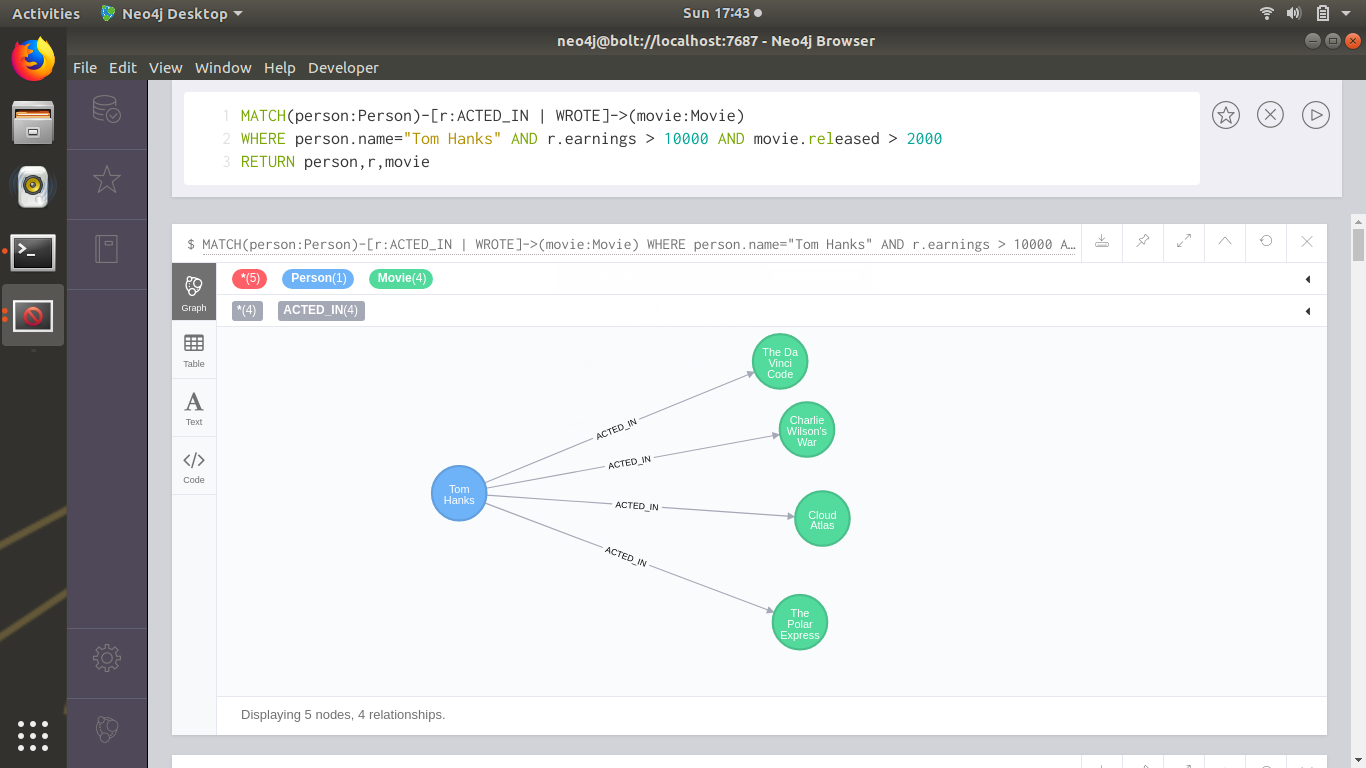 Activities Neo4j Desktop Sun 17:43
neo4j@bolt://localhost:7687 - Neo4j Browser
File Edit View Window Help Developer
1 MATCH(person:Person)-[r:ACTED_IN | WROTE]->(movie:Movie)
2 WHERE person.name="Tom Hanks" AND r.earnings > 10000 AND movie.released > 2000
3 RETURN person,r,movie
$ MATCH(person:Person)-[r:ACTED_IN | WROTE]->(movie:Movie) WHERE person.name="Tom Hanks" AND r.earnings > 10000 A…
*(5) Person(1) Movie(4)
*(4) ACTED_IN(4)
Graph
Table
Text
Code
The Da
Vinci
Code
ACTED_IN
Charlie
Wilson's
War
ACTED_IN
Tom
Hanks
ACTED_IN
Cloud
Atlas
ACTED_IN
The
Polar
Express
Displaying 5 nodes, 4 relationships.